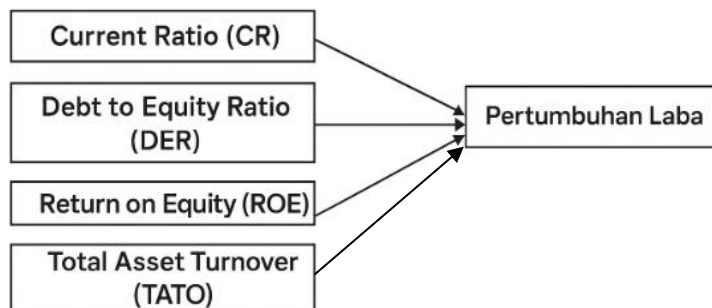 Current Ratio (CR)
Debt to Equity Ratio
(DER)
Pertumbuhan Laba
Return on Equity (ROE)
Total Asset Turnover
(TATO)